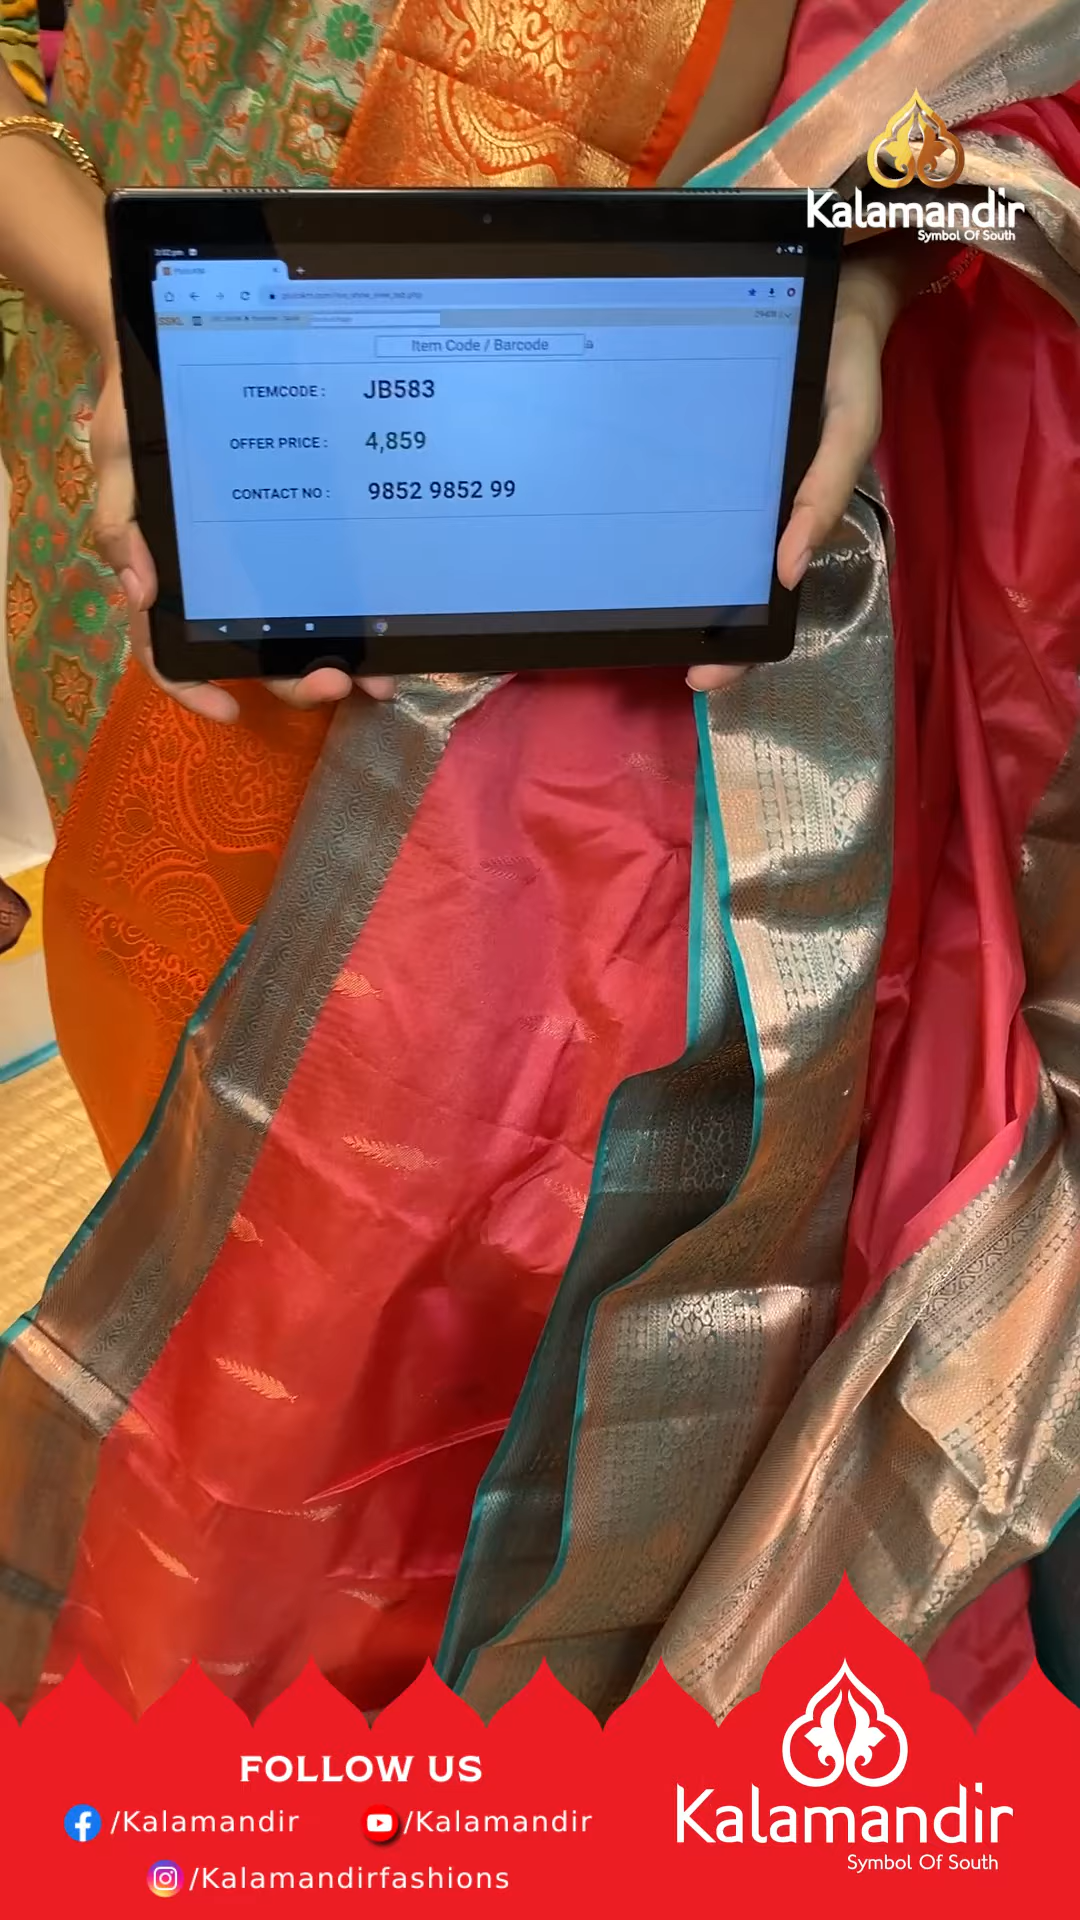 Kalamandir
Symbol Of South
Item Code / Barcode
ITEMCODE : JB583
OFFER PRICE : 4,859
CONTACT NO : 9852 9852 99
FOLLOW US
/Kalamandir
/Kalamandir
/Kalamandirfashions
Kalamandir
Symbol Of South